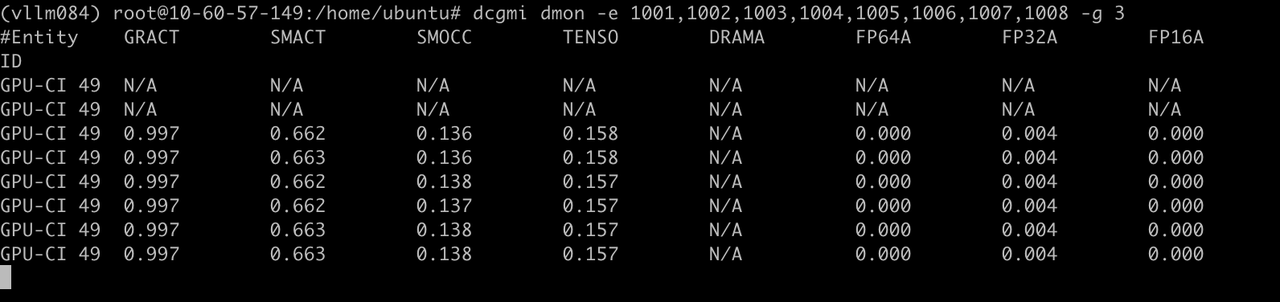 (vllm084) root@10-60-57-149:/home/ubuntu# dcgmi dmon -e 1001,1002,1003,1004,1005,1006,1007,1008 -g 3
#Entity GRACT SMACT SMOCC TENSO DRAMA FP64A FP32A FP16A
ID
GPU-CI 49 N/A N/A N/A N/A N/A N/A N/A N/A
GPU-CI 49 N/A N/A N/A N/A N/A N/A N/A N/A
GPU-CI 49 0.997 0.662 0.136 0.158 N/A 0.000 0.004 0.000
GPU-CI 49 0.997 0.663 0.136 0.158 N/A 0.000 0.004 0.000
GPU-CI 49 0.997 0.662 0.138 0.157 N/A 0.000 0.004 0.000
GPU-CI 49 0.997 0.662 0.137 0.157 N/A 0.000 0.004 0.000
GPU-CI 49 0.997 0.663 0.138 0.157 N/A 0.000 0.004 0.000
GPU-CI 49 0.997 0.663 0.138 0.157 N/A 0.000 0.004 0.000